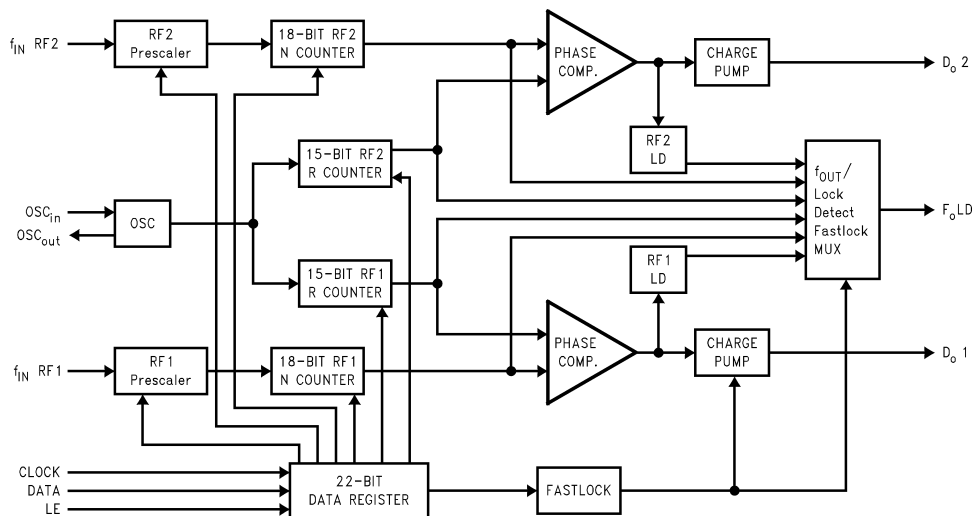 f_IN RF2
RF2
Prescaler
18-BIT RF2
N COUNTER
PHASE
COMP.
CHARGE
PUMP
D_o 2
15-BIT RF2
R COUNTER
RF2
LD
OSC_in
OSC_out
OSC
f_OUT/
Lock
Detect
Fastlock
MUX
F_oLD
15-BIT RF1
R COUNTER
RF1
LD
f_IN RF1
RF1
Prescaler
18-BIT RF1
N COUNTER
PHASE
COMP.
CHARGE
PUMP
D_o 1
CLOCK
DATA
LE
22-BIT
DATA REGISTER
FASTLOCK